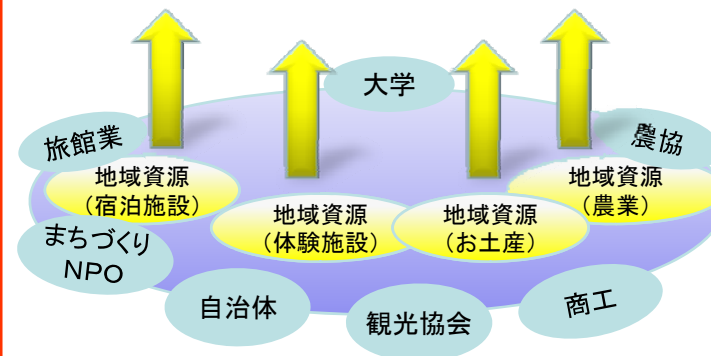 大学
旅館業
農協
地域資源
（宿泊施設）
地域資源
（農業）
地域資源
（体験施設）
地域資源
（お土産）
まちづくり
NPO
自治体
観光協会
商工